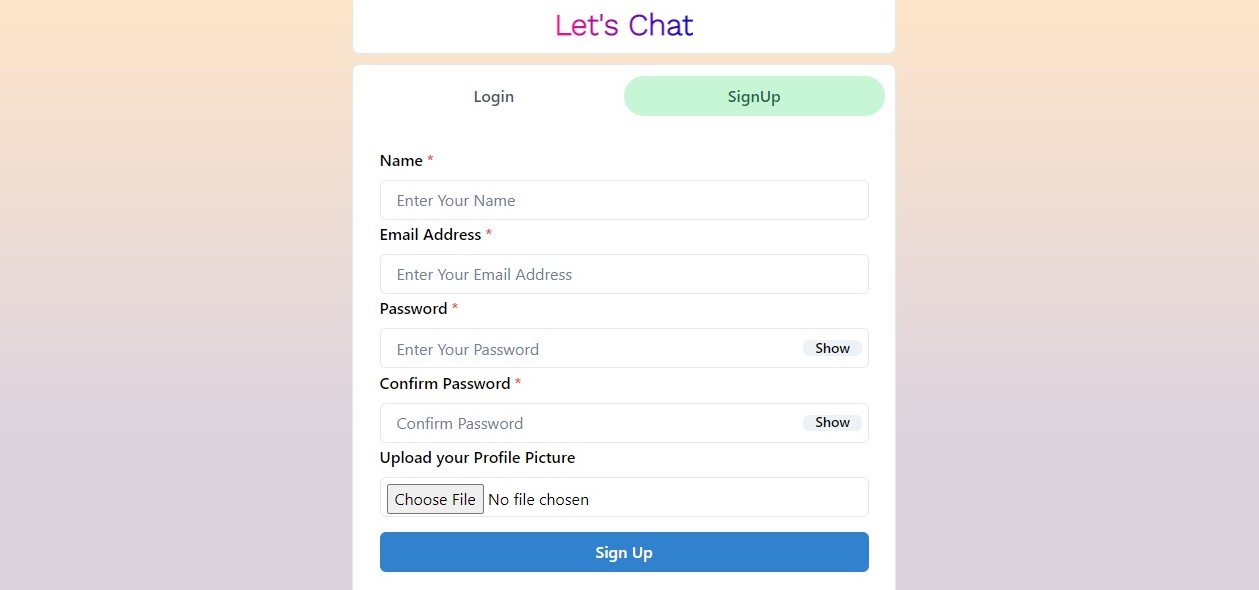 Let's Chat
Login SignUp
Name *
Enter Your Name
Email Address *
Enter Your Email Address
Password *
Enter Your Password Show
Confirm Password *
Confirm Password Show
Upload your Profile Picture
Choose File No file chosen
Sign Up